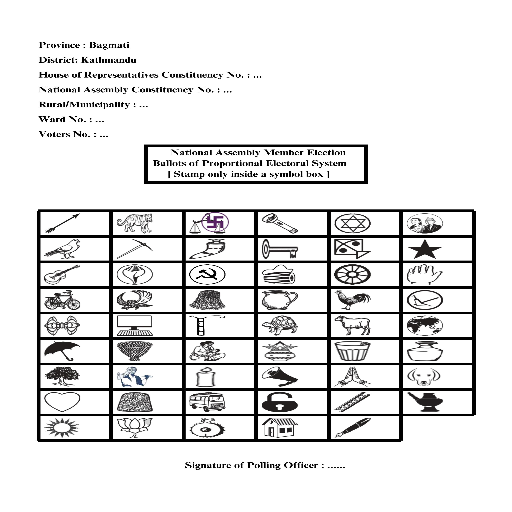 Province : Bagmati
District: Kathmandu
House of Representatives Constituency No. : ...
National Assembly Constituency No. : ...
Rural/Municipality : ...
Ward No. : ...
Voters No. : ...
National Assembly Member Election
Ballots of Proportional Electoral System
[ Stamp only inside a symbol box ]
Signature of Polling Officer : ......